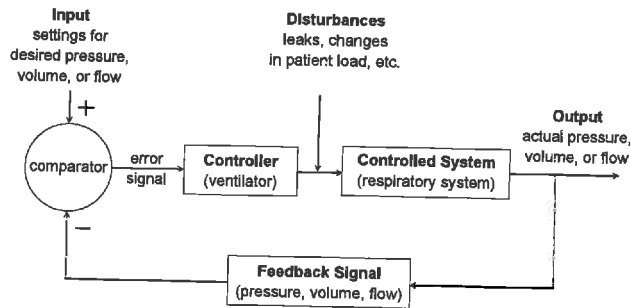 Input
settings for
desired pressure,
volume, or flow
+
Disturbances
leaks, changes
in patient load, etc.
Output
actual pressure,
volume, or flow
comparator
error
signal
Controller
(ventilator)
Controlled System
(respiratory system)
−
Feedback Signal
(pressure, volume, flow)